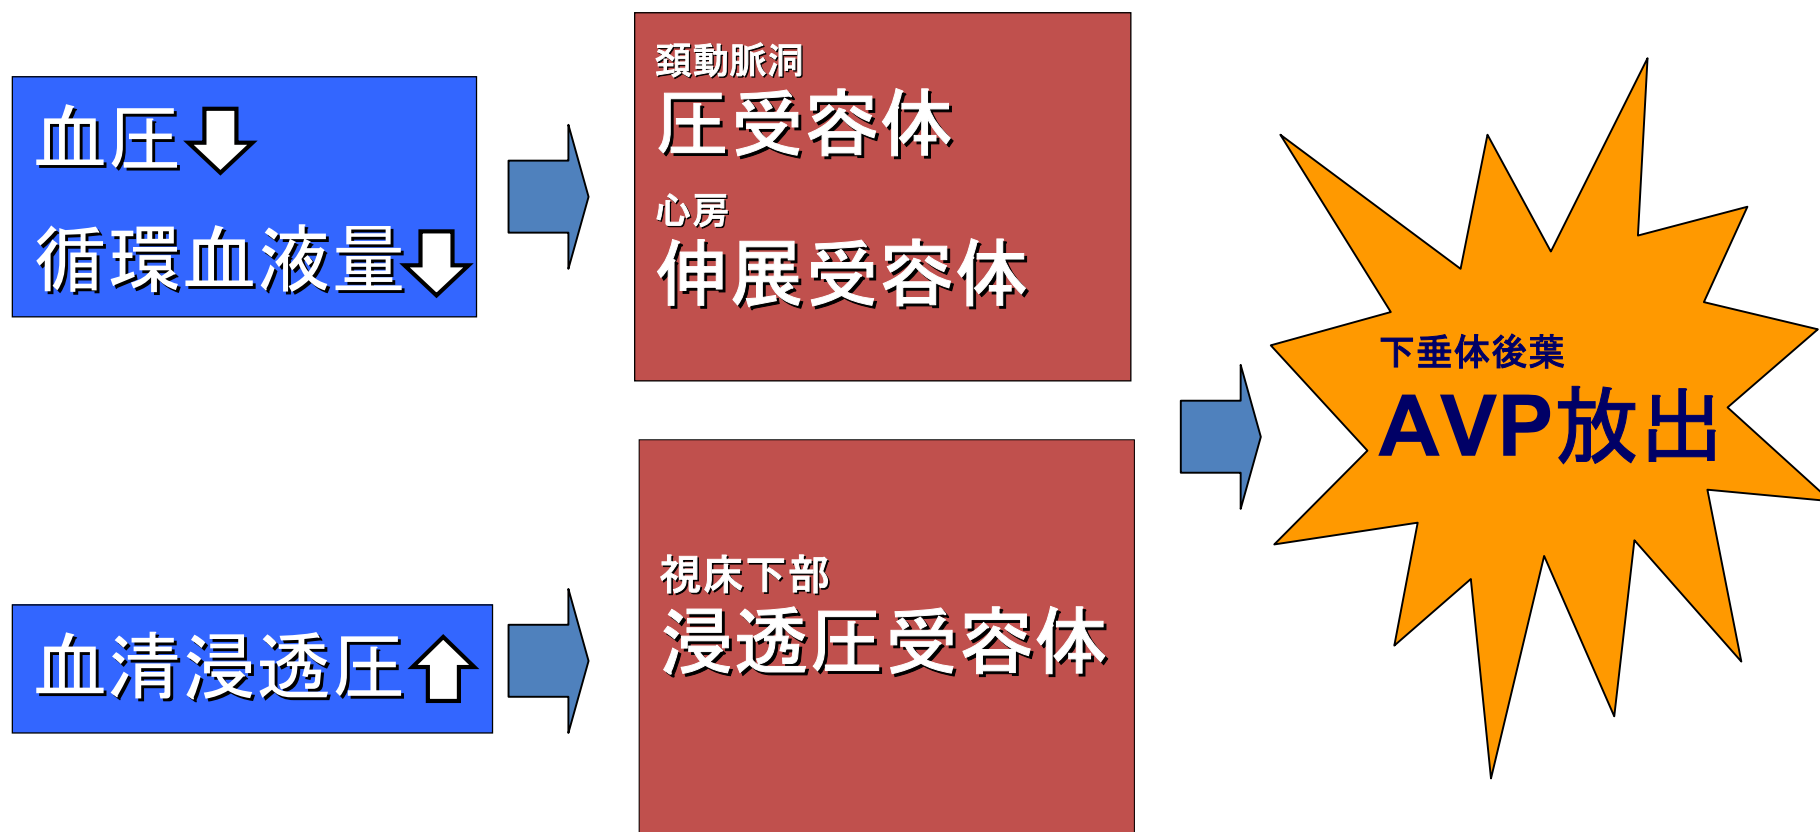 血圧
循環血液量
頚動脈洞
圧受容体
心房
伸展受容体
血清浸透圧
視床下部
浸透圧受容体
下垂体後葉
AVP放出